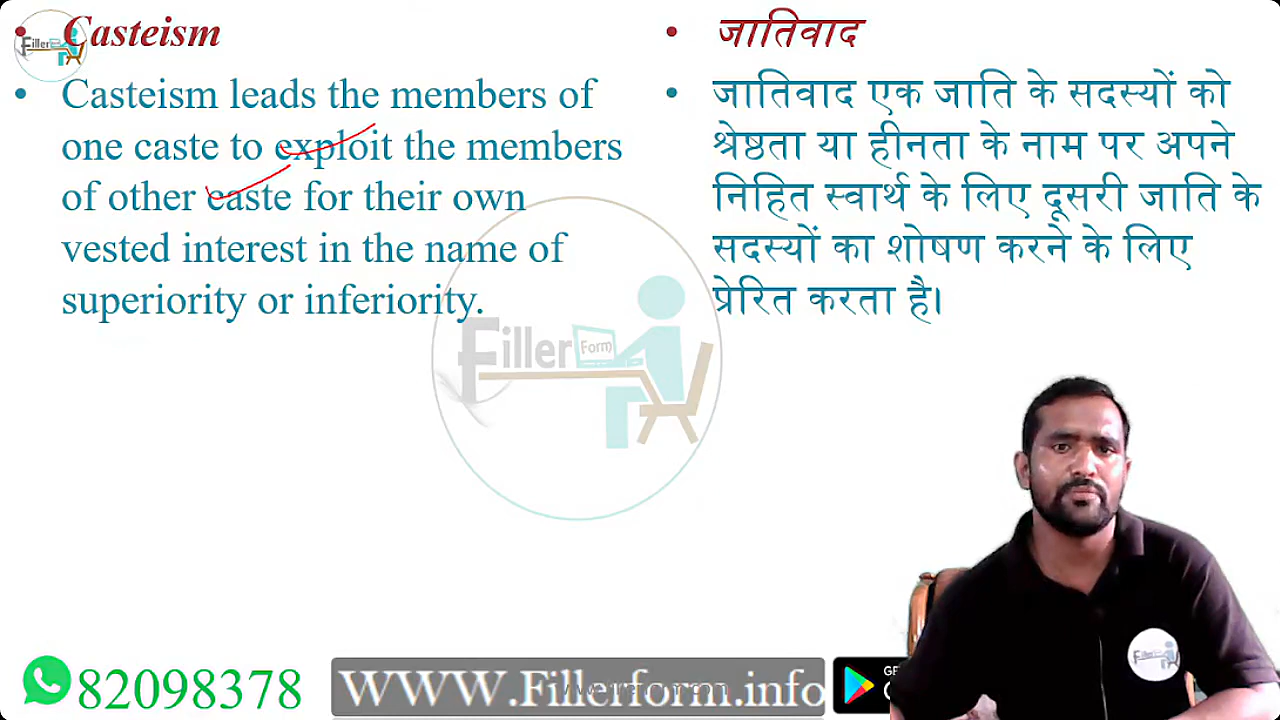 Casteism
Casteism leads the members of
one caste to exploit the members
of other caste for their own
vested interest in the name of
superiority or inferiority.
जातिवाद
जातिवाद एक जाति के सदस्यों को
श्रेष्ठता या हीनता के नाम पर अपने
निहित स्वार्थ के लिए दूसरी जाति के
सदस्यों का शोषण करने के लिए
प्रेरित करता है।
Filler Form
82098378
WWW.Fillerform.info